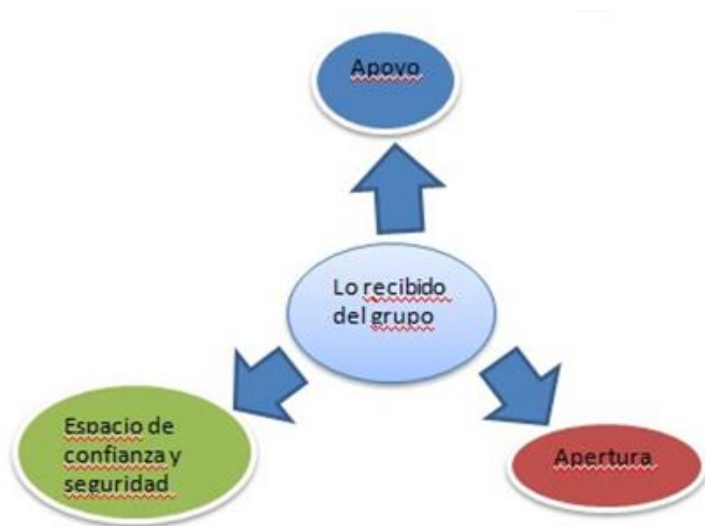 Apoyo
Lo recibido
del grupo
Espacio de
confianza y
seguridad
Apertura